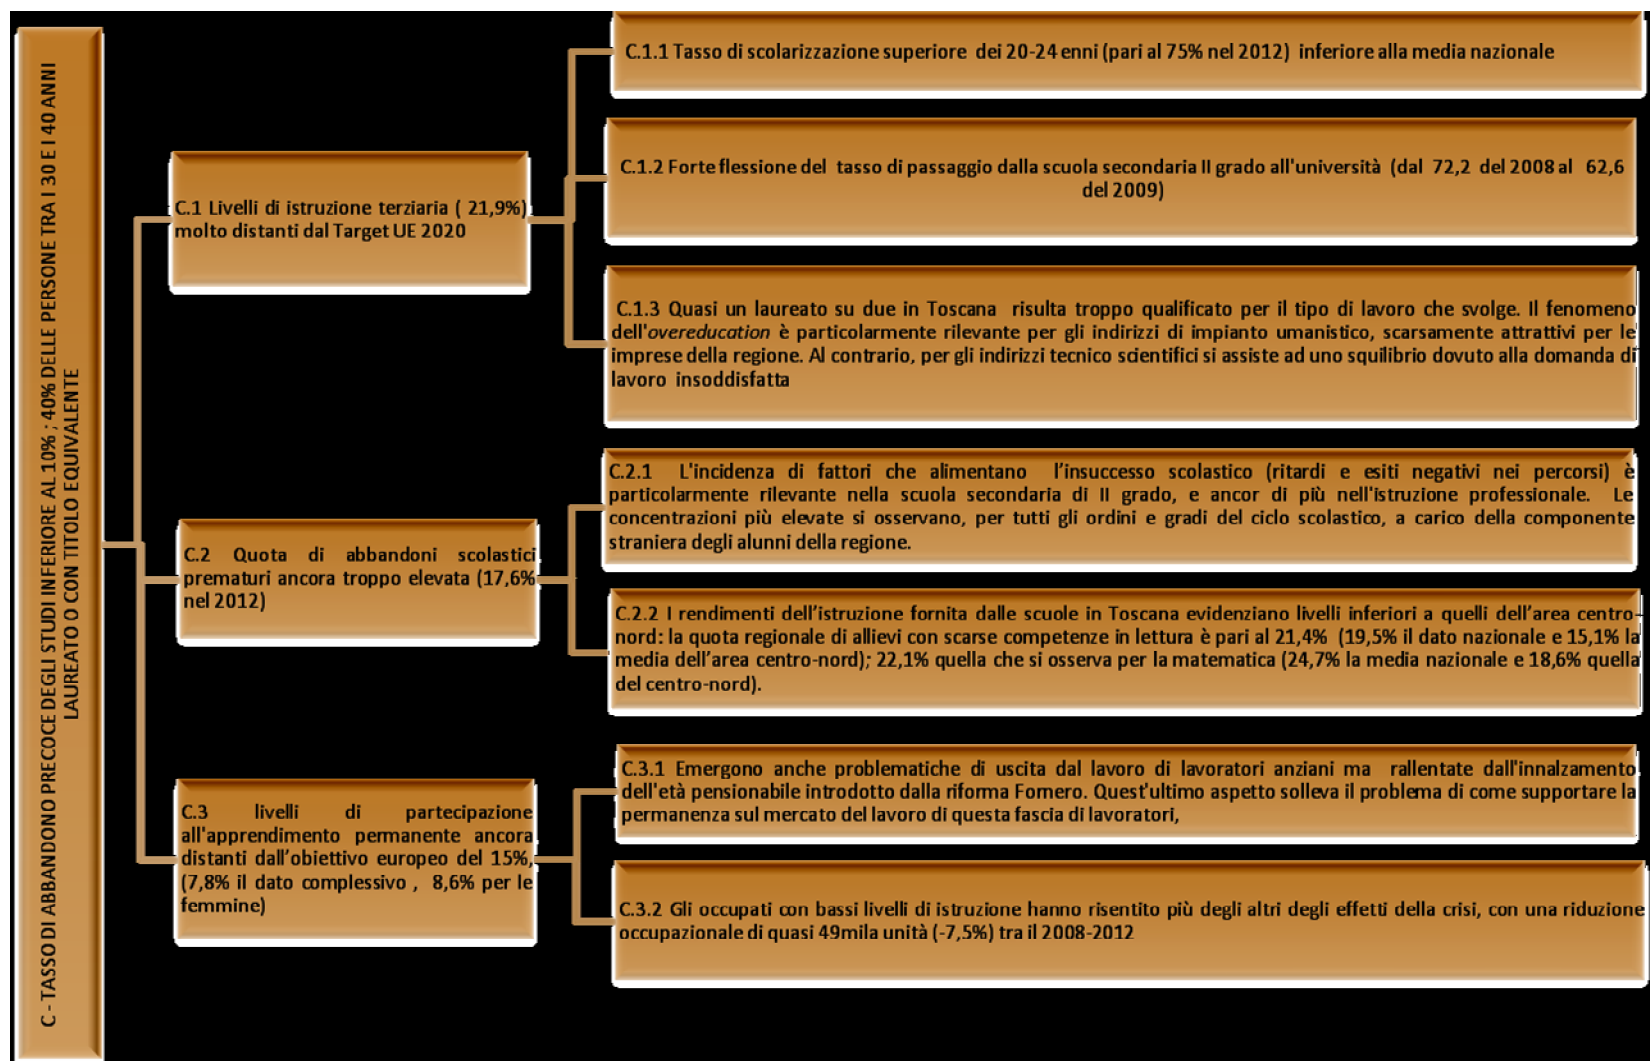 C - TASSO DI ABBANDONO PRECOCE DEGLI STUDI INFERIORE AL 10% ; 40% DELLE PERSONE TRA I 30 E I 40 ANNI
LAUREATO O CON TITOLO EQUIVALENTE
C.1 Livelli di istruzione terziaria ( 21,9%)
molto distanti dal Target UE 2020
C.1.1 Tasso di scolarizzazione superiore dei 20-24 enni (pari al 75% nel 2012) inferiore alla media nazionale
C.1.2 Forte flessione del tasso di passaggio dalla scuola secondaria II grado all'università (dal 72,2 del 2008 al 62,6
del 2009)
C.1.3 Quasi un laureato su due in Toscana risulta troppo qualificato per il tipo di lavoro che svolge. Il fenomeno
dell'overeducation è particolarmente rilevante per gli indirizzi di impianto umanistico, scarsamente attrattivi per le
imprese della regione. Al contrario, per gli indirizzi tecnico scientifici si assiste ad uno squilibrio dovuto alla domanda di
lavoro insoddisfatta
C.2 Quota di abbandoni scolastici
prematuri ancora troppo elevata (17,6%
nel 2012)
C.2.1 L'incidenza di fattori che alimentano l’insuccesso scolastico (ritardi e esiti negativi nei percorsi) è
particolarmente rilevante nella scuola secondaria di II grado, e ancor di più nell'istruzione professionale. Le
concentrazioni più elevate si osservano, per tutti gli ordini e gradi del ciclo scolastico, a carico della componente
straniera degli alunni della regione.
C.2.2 I rendimenti dell’istruzione fornita dalle scuole in Toscana evidenziano livelli inferiori a quelli dell’area centro-
nord: la quota regionale di allievi con scarse competenze in lettura è pari al 21,4% (19,5% il dato nazionale e 15,1% la
media dell’area centro-nord); 22,1% quella che si osserva per la matematica (24,7% la media nazionale e 18,6% quella
del centro-nord).
C.3 livelli di partecipazione
all'apprendimento permanente ancora
distanti dall’obiettivo europeo del 15%,
(7,8% il dato complessivo , 8,6% per le
femmine)
C.3.1 Emergono anche problematiche di uscita dal lavoro di lavoratori anziani ma rallentate dall'innalzamento
dell'età pensionabile introdotto dalla riforma Fornero. Quest'ultimo aspetto solleva il problema di come supportare la
permanenza sul mercato del lavoro di questa fascia di lavoratori,
C.3.2 Gli occupati con bassi livelli di istruzione hanno risentito più degli altri degli effetti della crisi, con una riduzione
occupazionale di quasi 49mila unità (-7,5%) tra il 2008-2012